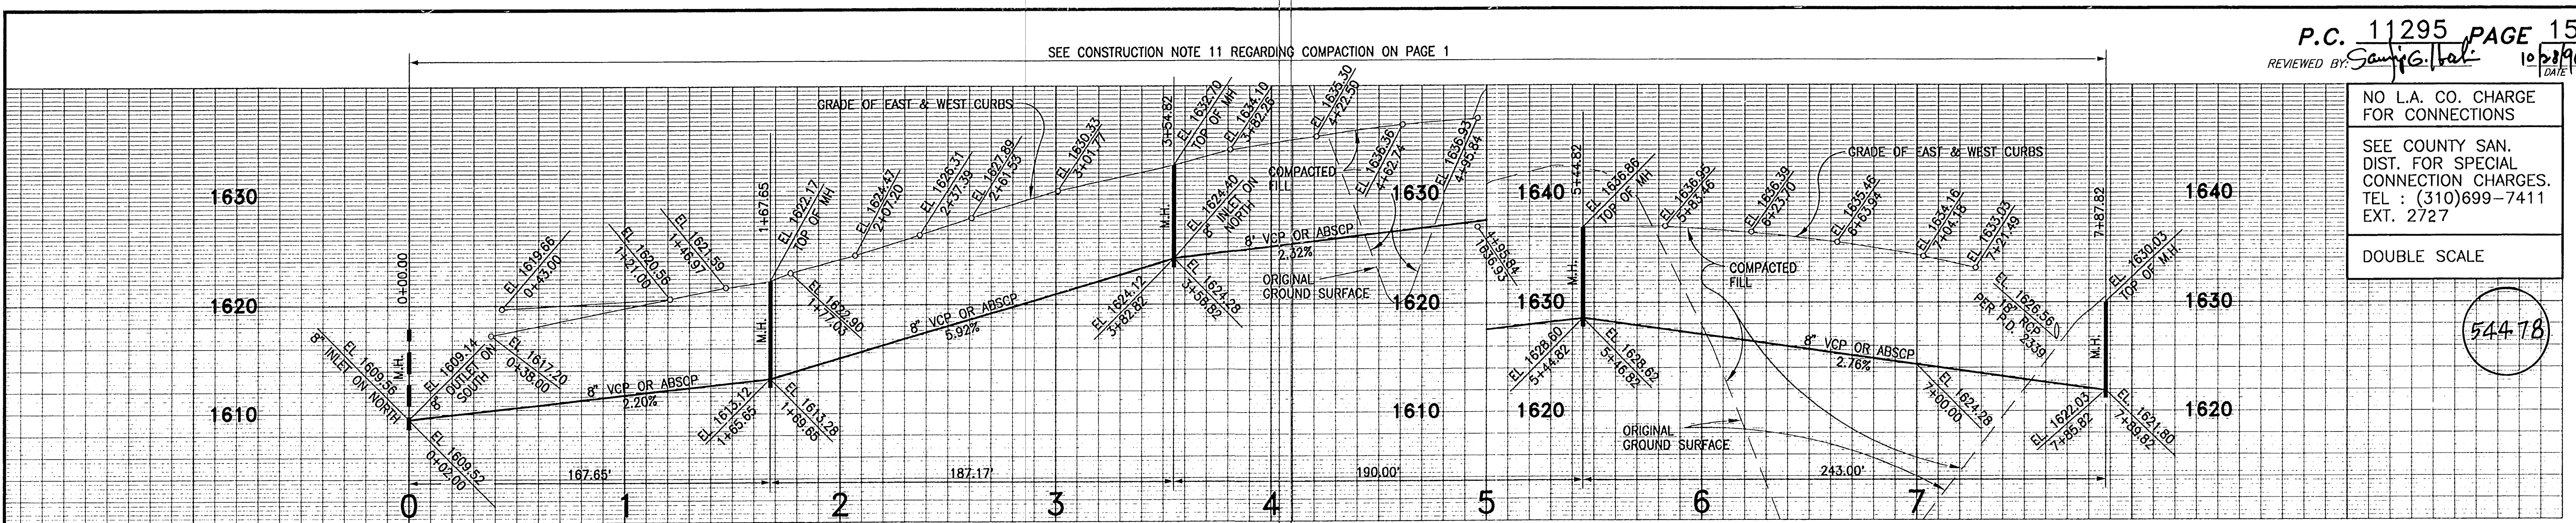 P.C. 11295 PAGE 15
REVIEWED BY:
DATE
NO L.A. CO. CHARGE
FOR CONNECTIONS
SEE COUNTY SAN.
DIST. FOR SPECIAL
CONNECTION CHARGES.
TEL : (310)699-7411
EXT. 2727
DOUBLE SCALE
54478
SEE CONSTRUCTION NOTE 11 REGARDING COMPACTION ON PAGE 1
GRADE OF EAST & WEST CURBS
1630
1620
1610
0+00.00
M.H.
EL 1609.56
8" INLET ON NORTH
EL 1609.14
8" OUTLET ON
SOUTH
EL 1609.52
0+02.00
EL 1617.20
0+38.00
EL 1619.66
0+43.00
EL 1620.56
1+21.00
EL 1621.59
1+46.97
8" VCP OR ABSCP
2.20%
1+67.65
M.H.
EL 1622.17
TOP OF MH
EL 1613.12
1+65.65
EL 1613.28
1+69.65
EL 1622.90
1+77.03
EL 1624.47
2+07.20
EL 1626.31
2+37.39
EL 1627.89
2+61.53
EL 1630.33
3+01.77
8" VCP OR ABSCP
5.92%
3+54.82
M.H.
EL 1632.70
TOP OF MH
EL 1634.10
3+82.26
EL 1624.40
8" INLET ON
NORTH
EL 1624.12
3+82.82
EL 1624.28
3+56.82
EL 1635.30
4+22.50
COMPACTED
FILL
EL 1636.36
4+62.74
EL 1636.93
4+95.84
8" VCP OR ABSCP
2.32%
ORIGINAL
GROUND SURFACE
4+95.84
1636.93
1630
1620
1610
1640
1630
1620
5+44.82
M.H.
EL 1636.86
TOP OF MH
EL 1628.60
5+44.82
EL 1628.62
5+46.82
EL 1636.95
5+83.46
EL 1636.39
6+23.70
GRADE OF EAST & WEST CURBS
EL 1635.46
6+63.94
EL 1634.16
7+04.18
EL 1633.03
7+21.49
COMPACTED
FILL
ORIGINAL
GROUND SURFACE
8" VCP OR ABSCP
2.76%
EL 1626.56
18" RCP
PER P.D. 2339
EL 1624.28
7+00.00
7+87.82
M.H.
EL 1630.03
TOP OF M.H.
EL 1622.03
7+85.82
EL. 1621.80
7+89.82
1640
1630
1620
167.65'
187.17'
190.00'
243.00'
0 1 2 3 4 5 6 7